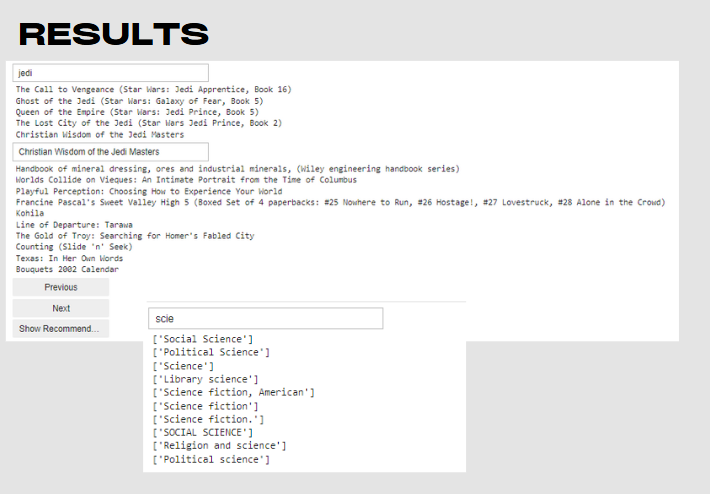 RESULTS
jedi
The Call to Vengeance (Star Wars: Jedi Apprentice, Book 16)
Ghost of the Jedi (Star Wars: Galaxy of Fear, Book 5)
Queen of the Empire (Star Wars: Jedi Prince, Book 5)
The Lost City of the Jedi (Star Wars Jedi Prince, Book 2)
Christian Wisdom of the Jedi Masters
Christian Wisdom of the Jedi Masters
Handbook of mineral dressing, ores and industrial minerals, (Wiley engineering handbook series)
Worlds Collide on Vieques: An Intimate Portrait from the Time of Columbus
Playful Perception: Choosing How to Experience Your World
Francine Pascal's Sweet Valley High 5 (Boxed Set of 4 paperbacks: #25 Nowhere to Run, #26 Hostage!, #27 Lovestruck, #28 Alone in the Crowd)
Kohila
Line of Departure: Tarawa
The Gold of Troy: Searching for Homer's Fabled City
Counting (Slide 'n' Seek)
Texas: In Her Own Words
Bouquets 2002 Calendar
Previous
Next
Show Recommend...
scie
['Social Science']
['Political Science']
['Science']
['Library science']
['Science fiction, American']
['Science fiction']
['Science fiction.']
['SOCIAL SCIENCE']
['Religion and science']
['Political science']